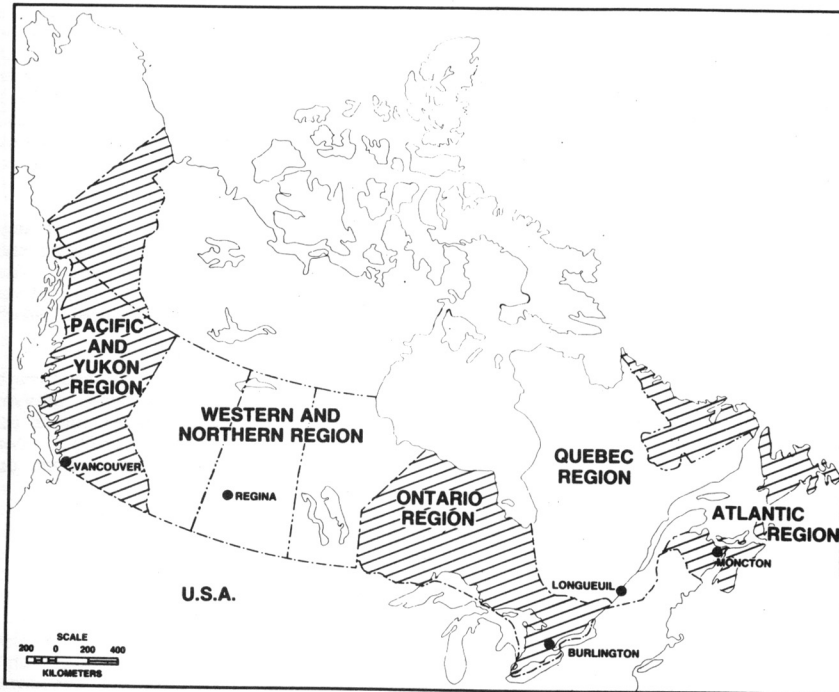 PACIFIC
AND
YUKON
REGION
WESTERN AND
NORTHERN REGION
QUEBEC
REGION
VANCOUVER
REGINA
ONTARIO
REGION
ATLANTIC
REGION
MONCTON
LONGUEUIL
U.S.A.
BURLINGTON
SCALE
200 0 200 400
KILOMETERS